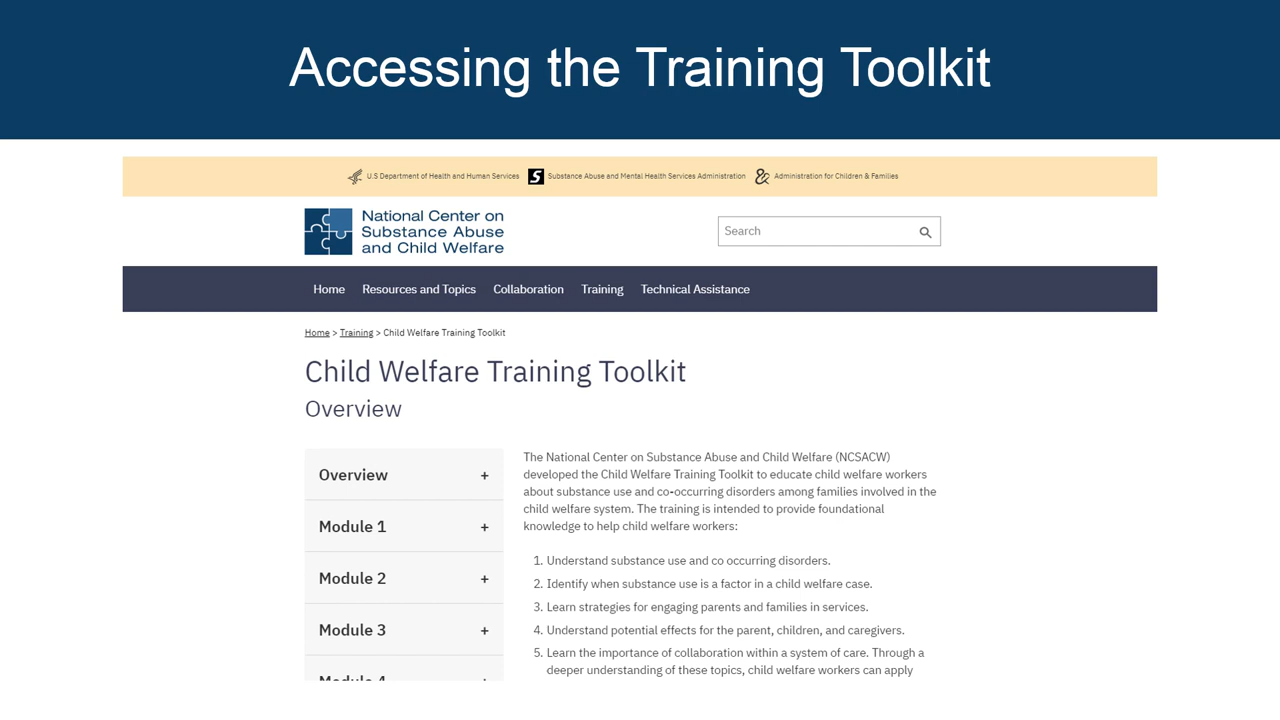 Accessing the Training Toolkit
U.S Department of Health and Human Services
Substance Abuse and Mental Health Services Administration
Administration for Children & Families
National Center on
Substance Abuse
and Child Welfare
Search
Home Resources and Topics Collaboration Training Technical Assistance
Home > Training > Child Welfare Training Toolkit
Child Welfare Training Toolkit
Overview
Overview +
Module 1 +
Module 2 +
Module 3 +
Module 4
The National Center on Substance Abuse and Child Welfare (NCSACW)
developed the Child Welfare Training Toolkit to educate child welfare workers
about substance use and co-occurring disorders among families involved in the
child welfare system. The training is intended to provide foundational
knowledge to help child welfare workers:
1. Understand substance use and co occurring disorders.
2. Identify when substance use is a factor in a child welfare case.
3. Learn strategies for engaging parents and families in services.
4. Understand potential effects for the parent, children, and caregivers.
5. Learn the importance of collaboration within a system of care. Through a
deeper understanding of these topics, child welfare workers can apply